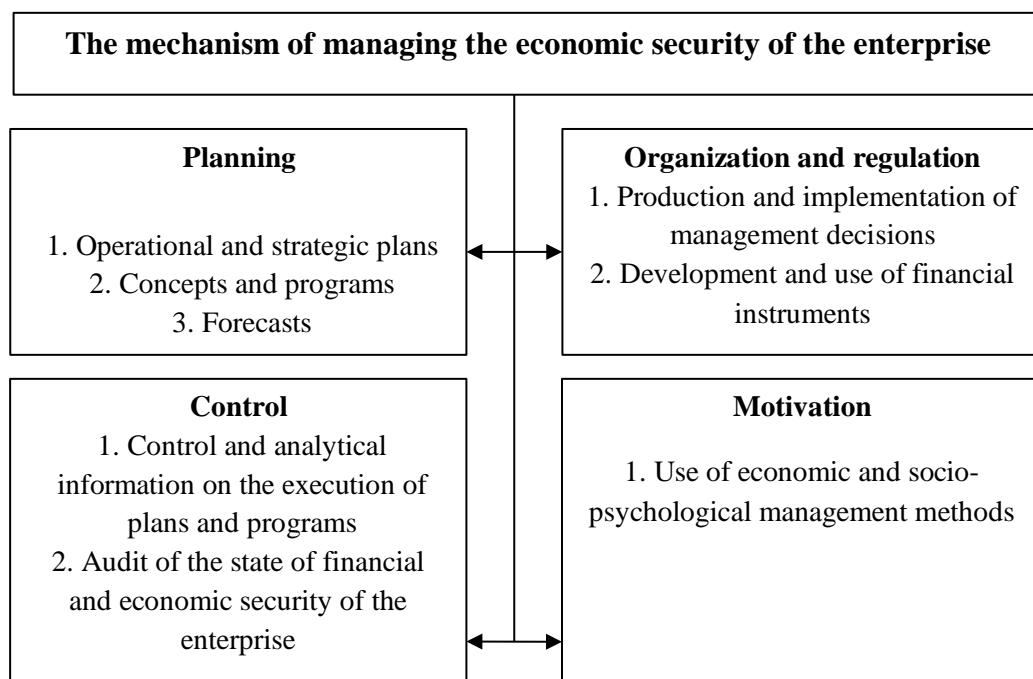 The mechanism of managing the economic security of the enterprise
Planning
1. Operational and strategic plans
2. Concepts and programs
3. Forecasts
Organization and regulation
1. Production and implementation of
management decisions
2. Development and use of financial
instruments
Control
1. Control and analytical
information on the execution of
plans and programs
2. Audit of the state of financial
and economic security of the
enterprise
Motivation
1. Use of economic and socio-
psychological management methods